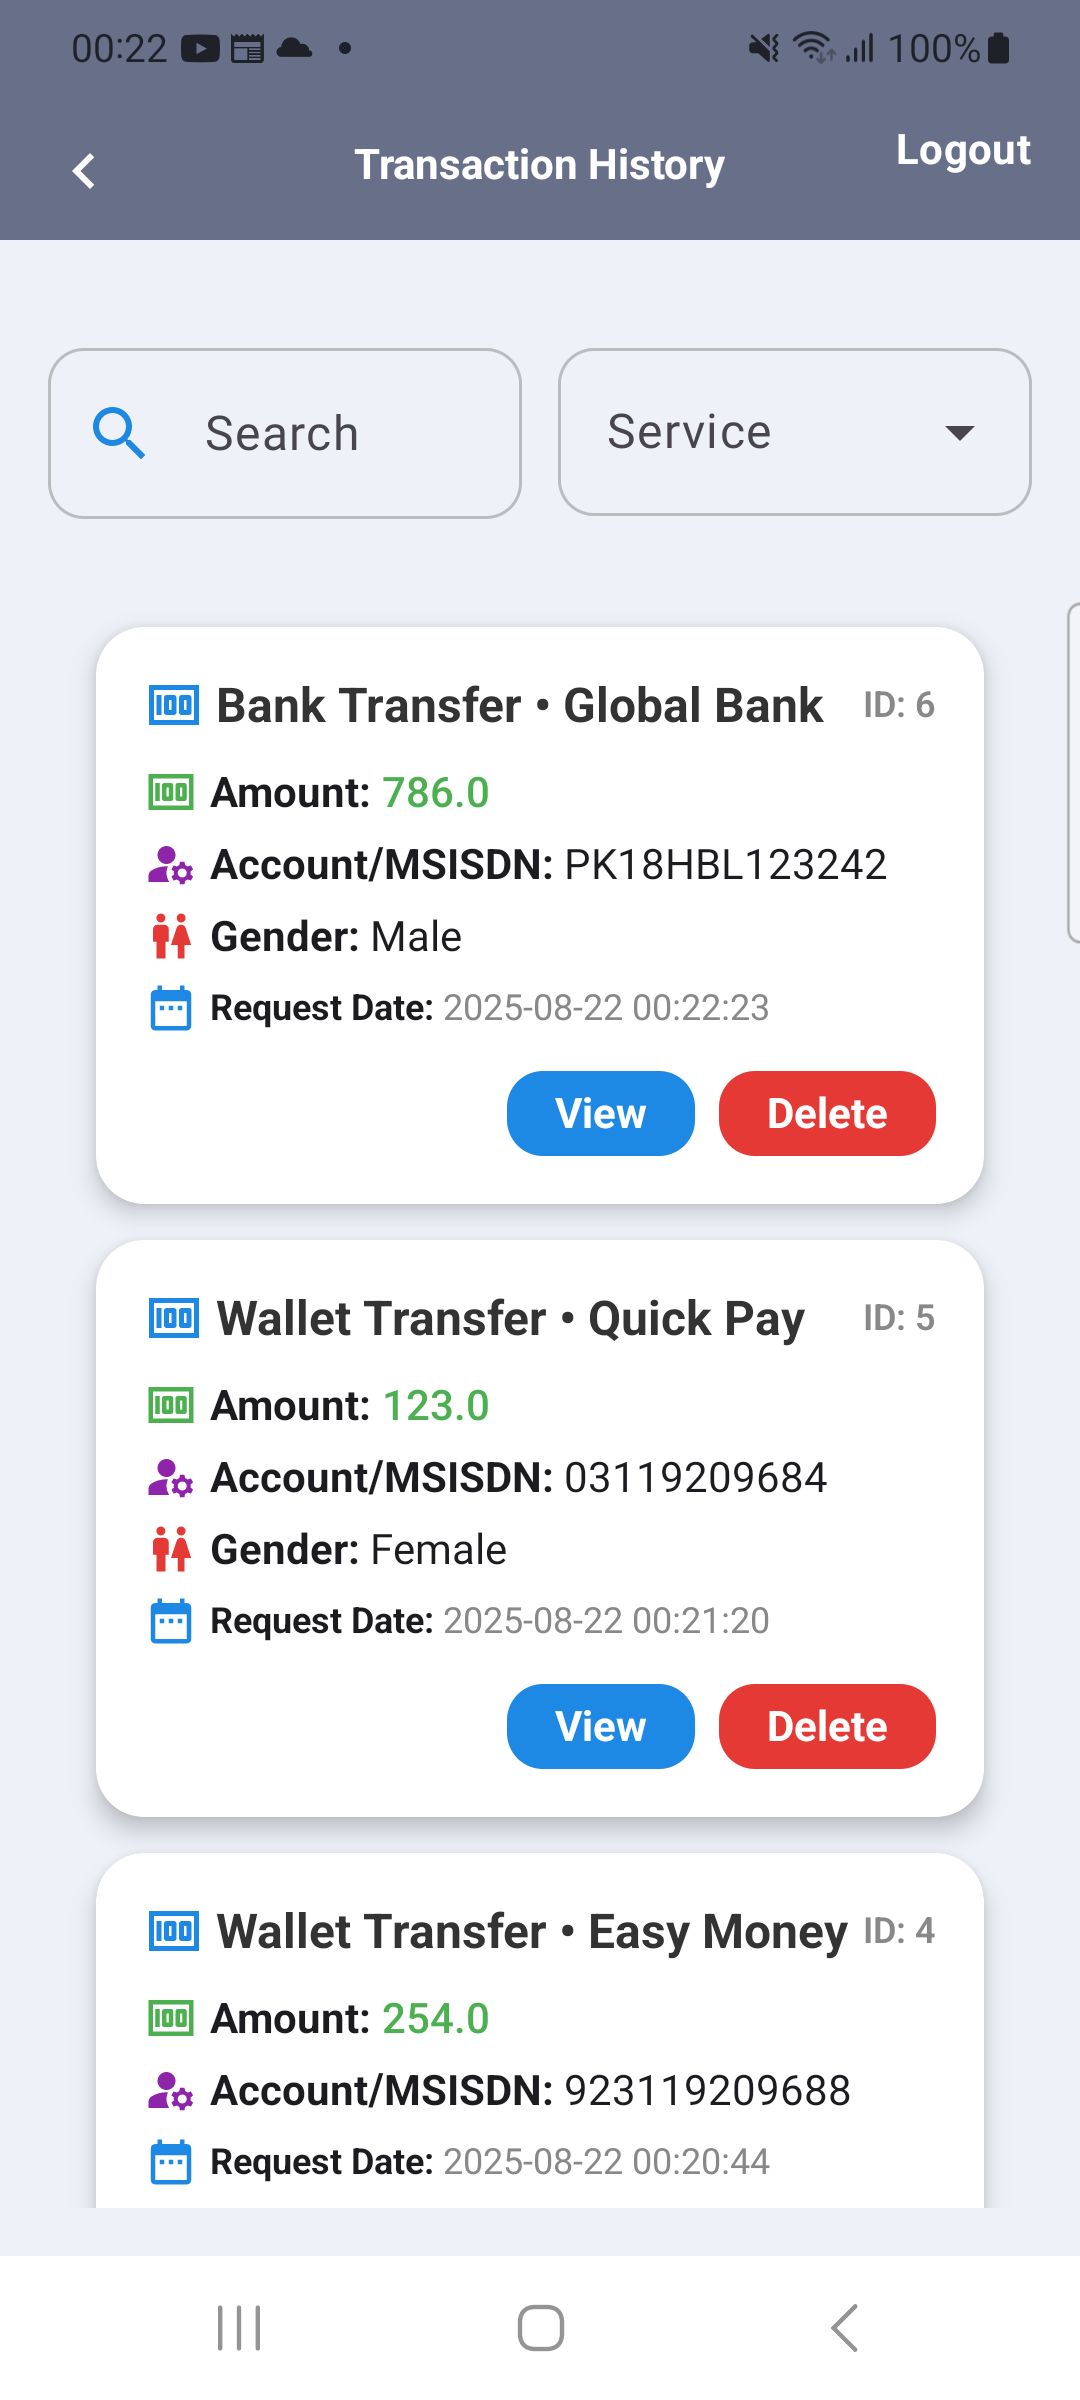 00:22
100%
Transaction History
Logout
Search
Service
Bank Transfer • Global Bank ID: 6
Amount: 786.0
Account/MSISDN: PK18HBL123242
Gender: Male
Request Date: 2025-08-22 00:22:23
View Delete
Wallet Transfer • Quick Pay ID: 5
Amount: 123.0
Account/MSISDN: 03119209684
Gender: Female
Request Date: 2025-08-22 00:21:20
View Delete
Wallet Transfer • Easy Money ID: 4
Amount: 254.0
Account/MSISDN: 923119209688
Request Date: 2025-08-22 00:20:44